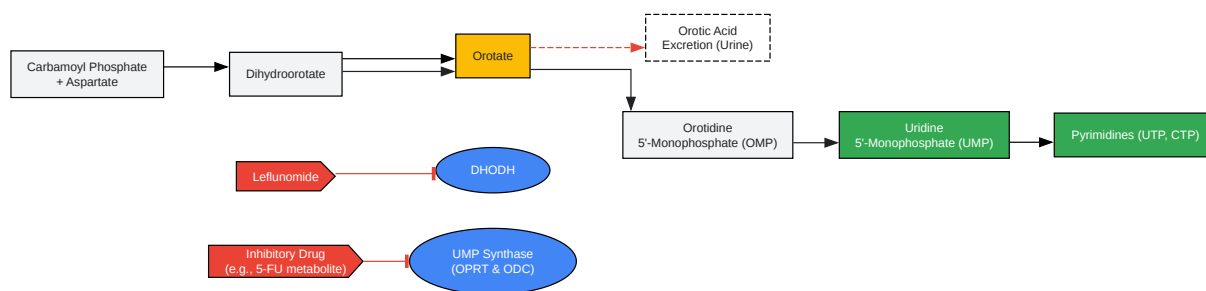 Carbamoyl Phosphate
+ Aspartate
Dihydroorotate
Orotate
Orotic Acid
Excretion (Urine)
Orotidine
5'-Monophosphate (OMP)
Uridine
5'-Monophosphate (UMP)
Pyrimidines (UTP, CTP)
Leflunomide
DHODH
Inhibitory Drug
(e.g., 5-FU metabolite)
UMP Synthase
(OPRT & ODC)